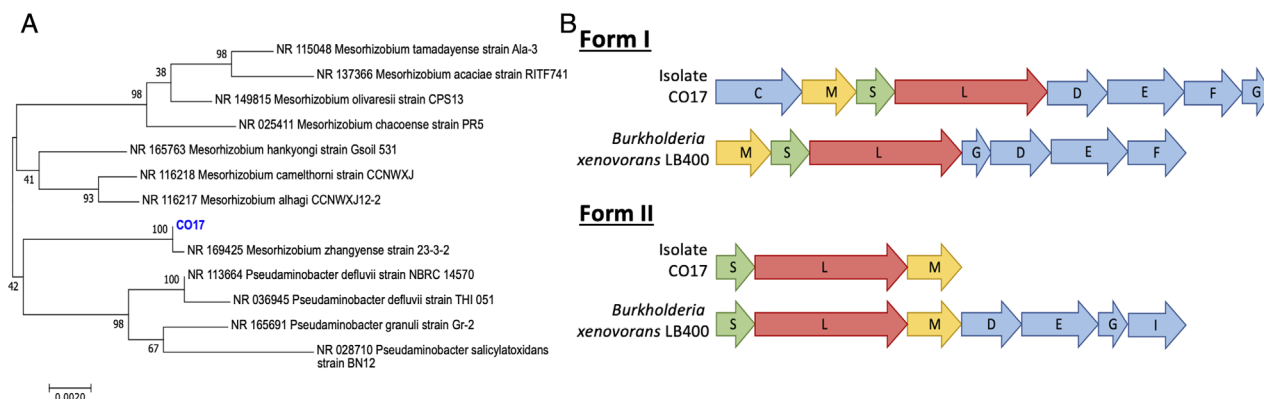 A
98
NR 115048 Mesorhizobium tamadayense strain Ala-3
38
NR 137366 Mesorhizobium acaciae strain RITF741
98
NR 149815 Mesorhizobium olivaresii strain CPS13
NR 025411 Mesorhizobium chacoense strain PR5
NR 165763 Mesorhizobium hankyongi strain Gsoil 531
41
NR 116218 Mesorhizobium camelthorni strain CCNWXJ
93
NR 116217 Mesorhizobium alhagi CCNWXJ12-2
CO17
100
NR 169425 Mesorhizobium zhangyense strain 23-3-2
42
NR 113664 Pseudaminobacter defluvii strain NBRC 14570
100
NR 036945 Pseudaminobacter defluvii strain THI 051
98
NR 165691 Pseudaminobacter granuli strain Gr-2
67
NR 028710 Pseudaminobacter salicylatoxidans
strain BN12
0.0020
B
Form I
Isolate
CO17
C M S L D E F G
Burkholderia
xenovorans LB400
M S L G D E F
Form II
Isolate
CO17
S L M
Burkholderia
xenovorans LB400
S L M D E G I